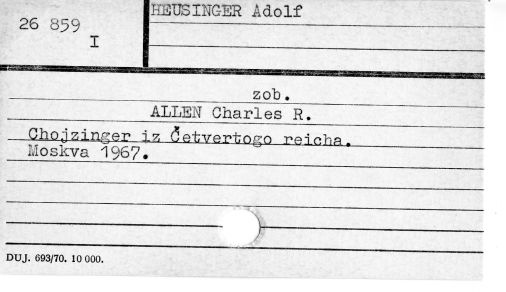 HEUSINGER Adolf
26 859
I
zob.
ALLEN Charles R.
Chojzinger iz Četvertogo reicha.
Moskva 1967.
DUJ. 693/70. 10 000.